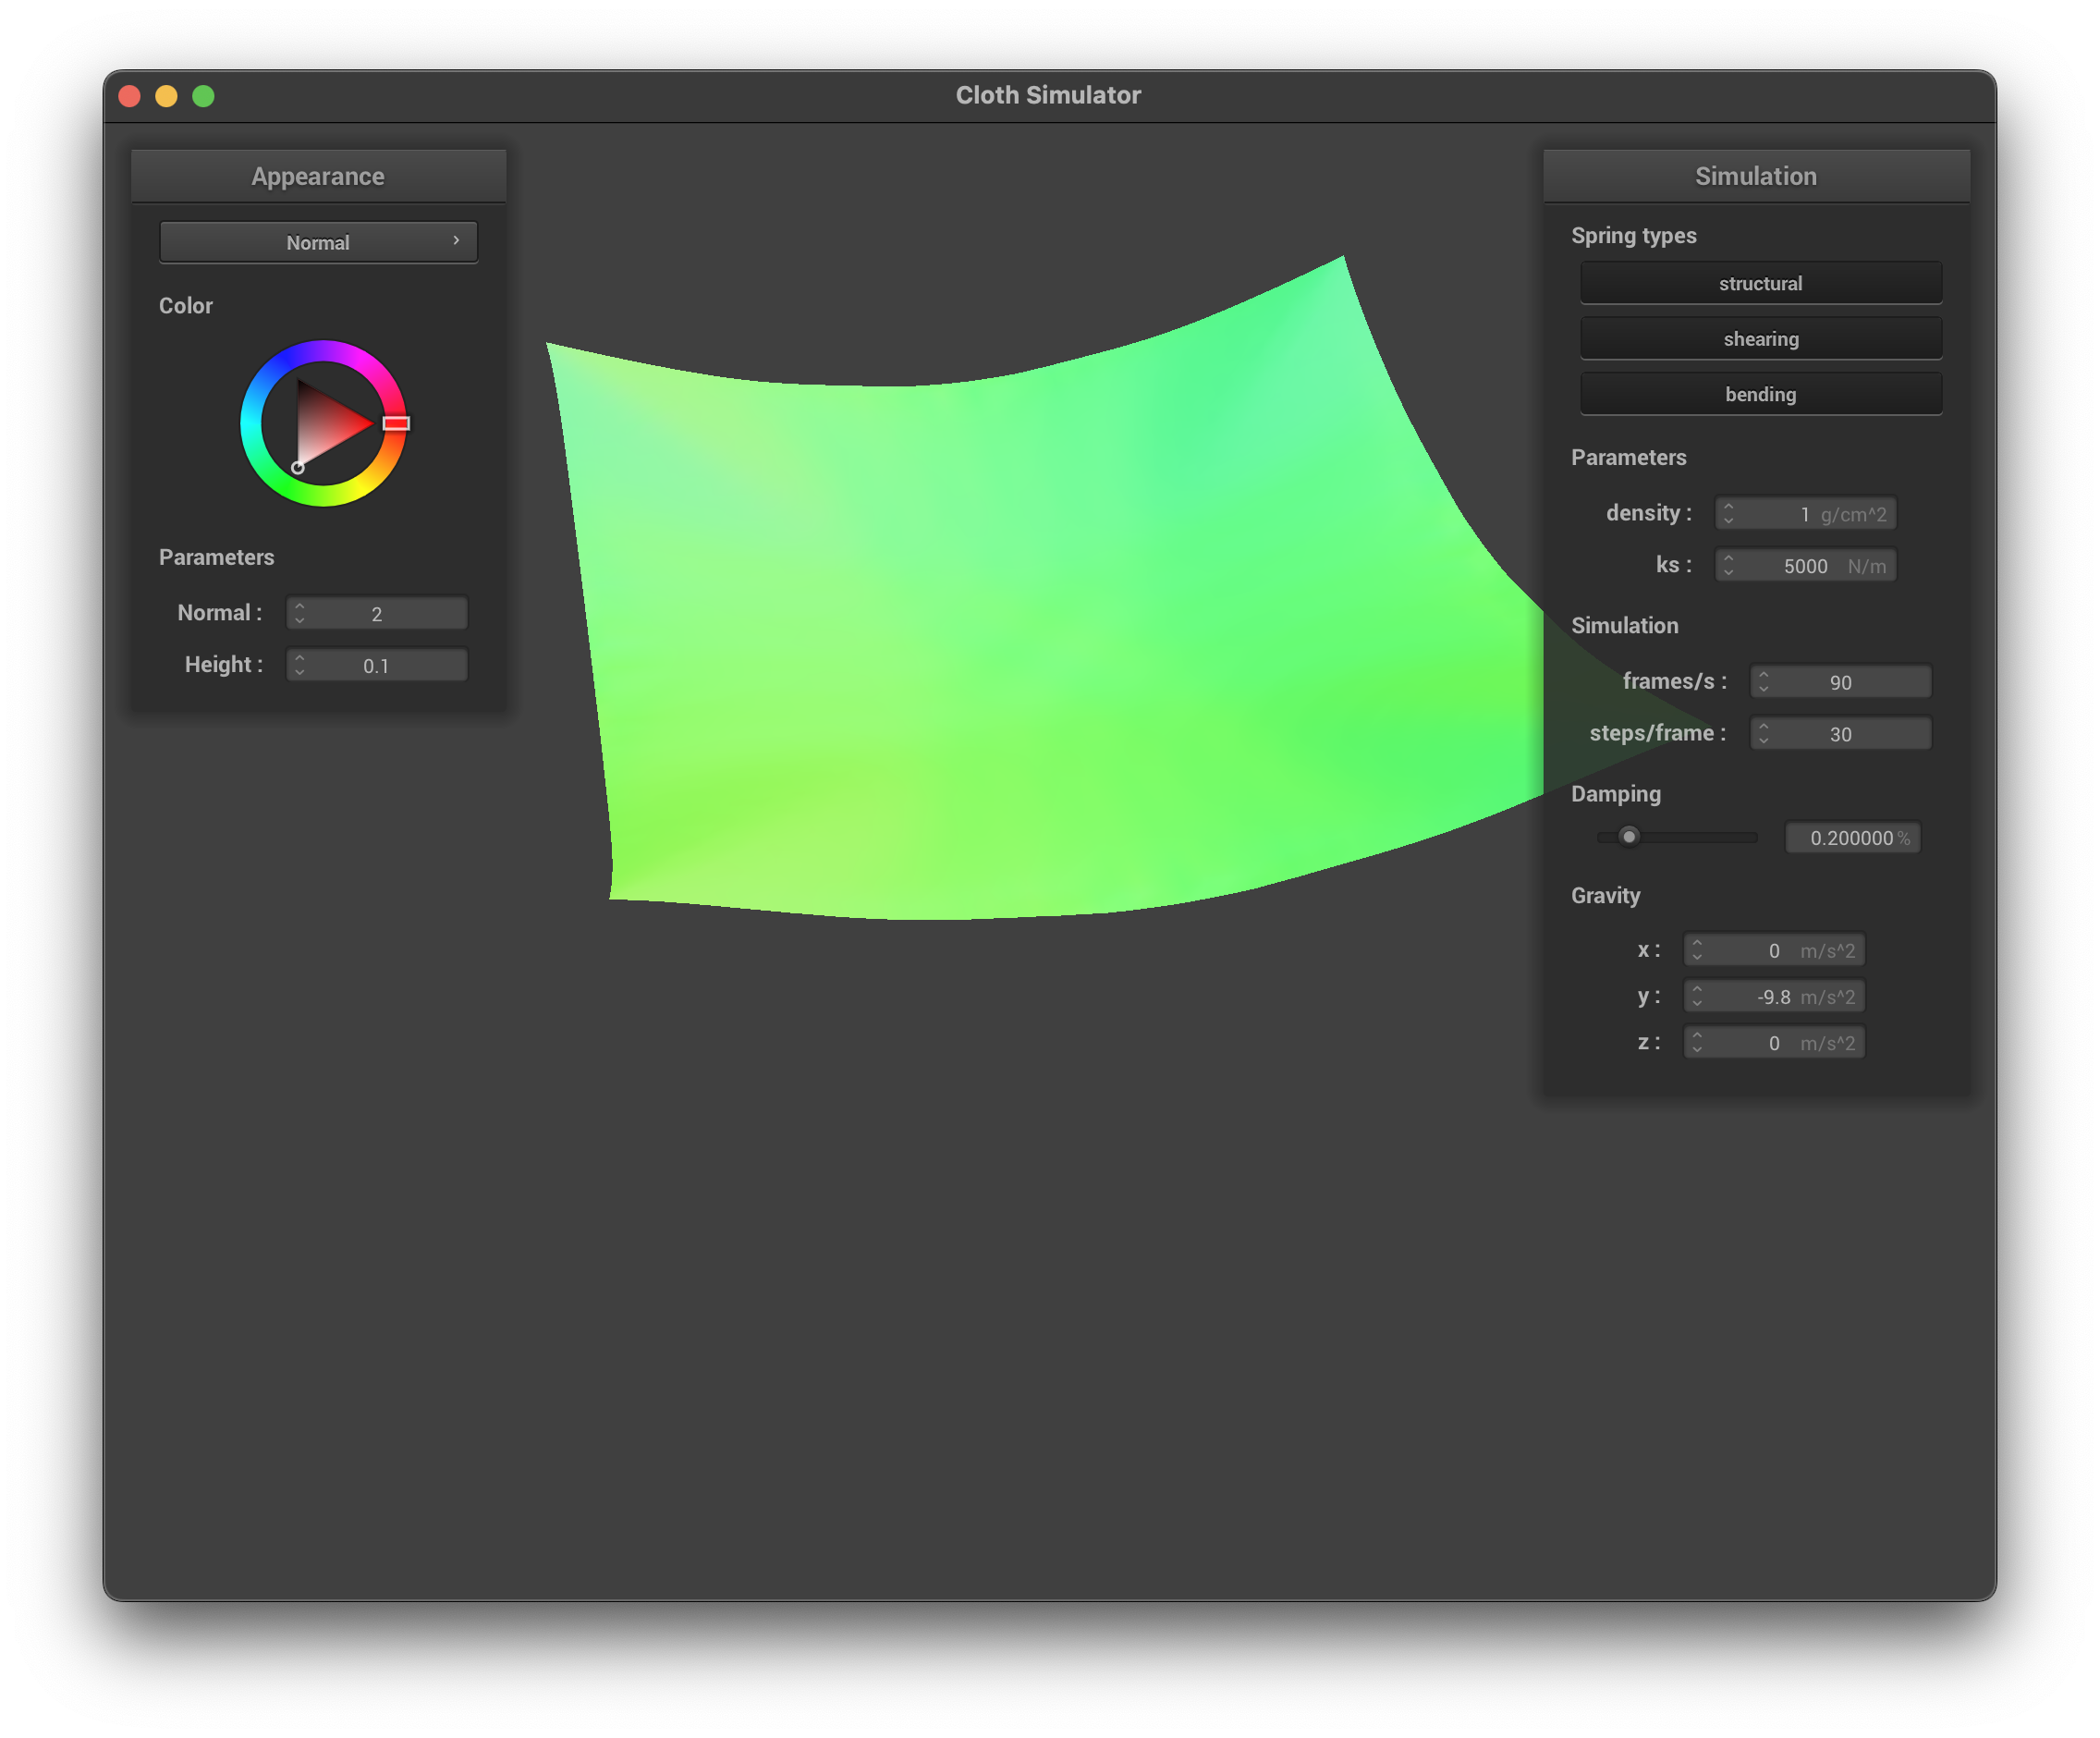 Cloth Simulator
Appearance
Normal
Color
Parameters
Normal : 2
Height : 0.1
Simulation
Spring types
structural
shearing
bending
Parameters
density : 1 g/cm^2
ks : 5000 N/m
Simulation
frames/s : 90
steps/frame : 30
Damping
0.200000 %
Gravity
x : 0 m/s^2
y : -9.8 m/s^2
z : 0 m/s^2